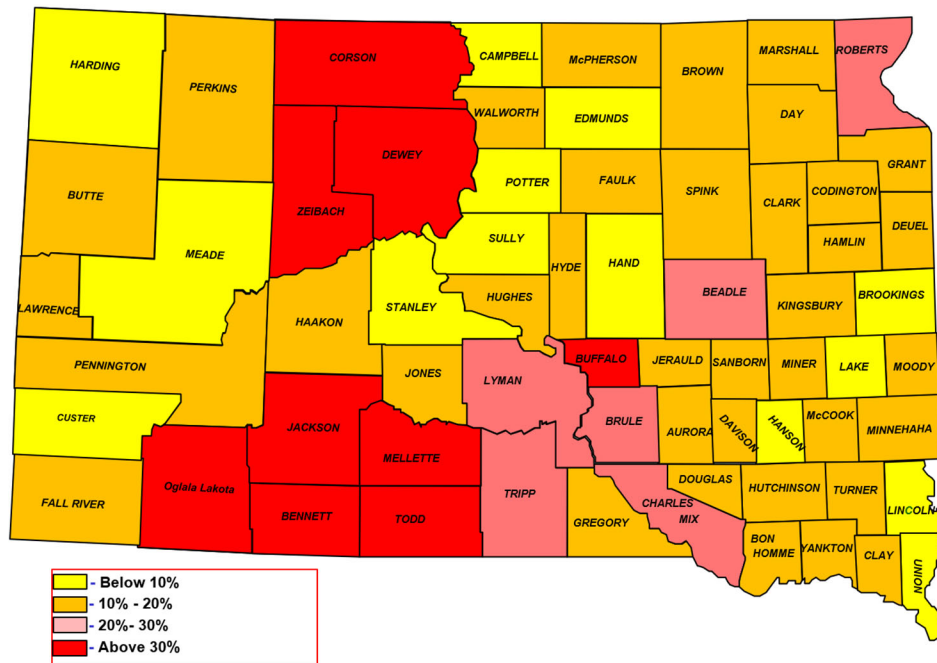 HARDING
PERKINS
CORSON
CAMPBELL
McPHERSON
BROWN
MARSHALL
ROBERTS
WALWORTH
EDMUNDS
DAY
DEWEY
BUTTE
ZEIBACH
POTTER
FAULK
SPINK
CLARK
CODINGTON
GRANT
MEADE
SULLY
HYDE
HAND
HAMLIN
DEUEL
LAWRENCE
HAAKON
STANLEY
HUGHES
BEADLE
KINGSBURY
BROOKINGS
PENNINGTON
JONES
LYMAN
BUFFALO
JERAULD
SANBORN
MINER
LAKE
MOODY
CUSTER
JACKSON
MELLETTE
BRULE
AURORA
DAVISON
HANSON
McCOOK
MINNEHAHA
FALL RIVER
Oglala Lakota
BENNETT
TODD
TRIPP
GREGORY
CHARLES
MIX
DOUGLAS
HUTCHINSON
TURNER
LINCOLN
BON
HOMME
YANKTON
CLAY
UNION
- Below 10%
- 10% - 20%
- 20%- 30%
- Above 30%